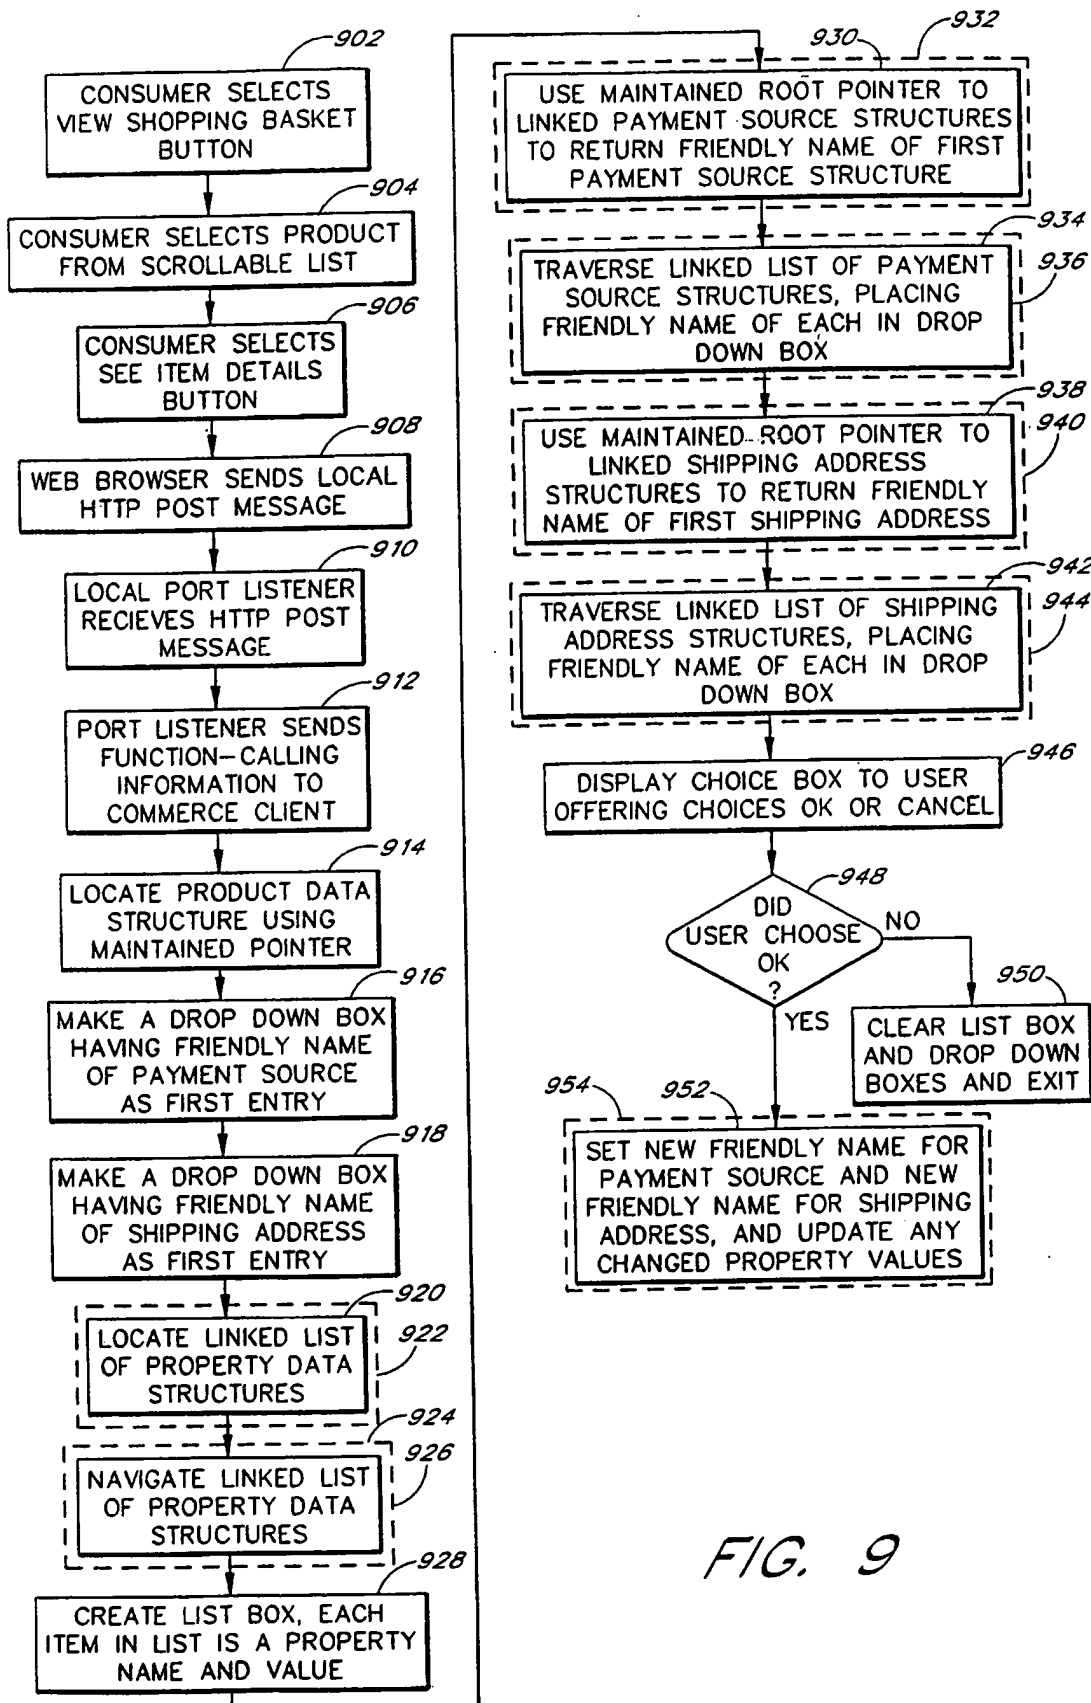 902
CONSUMER SELECTS
VIEW SHOPPING BASKET
BUTTON
904
CONSUMER SELECTS PRODUCT
FROM SCROLLABLE LIST
906
CONSUMER SELECTS
SEE ITEM DETAILS
BUTTON
908
WEB BROWSER SENDS LOCAL
HTTP POST MESSAGE
910
LOCAL PORT LISTENER
RECIEVES HTTP POST
MESSAGE
912
PORT LISTENER SENDS
FUNCTION-CALLING
INFORMATION TO
COMMERCE CLIENT
914
LOCATE PRODUCT DATA
STRUCTURE USING
MAINTAINED POINTER
916
MAKE A DROP DOWN BOX
HAVING FRIENDLY NAME
OF PAYMENT SOURCE
AS FIRST ENTRY
918
MAKE A DROP DOWN BOX
HAVING FRIENDLY NAME
OF SHIPPING ADDRESS
AS FIRST ENTRY
920
LOCATE LINKED LIST
OF PROPERTY DATA
STRUCTURES
922
924
NAVIGATE LINKED LIST
OF PROPERTY DATA
STRUCTURES
926
928
CREATE LIST BOX, EACH
ITEM IN LIST IS A PROPERTY
NAME AND VALUE
930
932
USE MAINTAINED ROOT POINTER TO
LINKED PAYMENT SOURCE STRUCTURES
TO RETURN FRIENDLY NAME OF FIRST
PAYMENT SOURCE STRUCTURE
934
936
TRAVERSE LINKED LIST OF PAYMENT
SOURCE STRUCTURES, PLACING
FRIENDLY NAME OF EACH IN DROP
DOWN BOX
938
940
USE MAINTAINED ROOT POINTER TO
LINKED SHIPPING ADDRESS
STRUCTURES TO RETURN FRIENDLY
NAME OF FIRST SHIPPING ADDRESS
942
944
TRAVERSE LINKED LIST OF SHIPPING
ADDRESS STRUCTURES, PLACING
FRIENDLY NAME OF EACH IN DROP
DOWN BOX
946
DISPLAY CHOICE BOX TO USER
OFFERING CHOICES OK OR CANCEL
948
DID
USER CHOOSE
OK
?
NO
YES
950
CLEAR LIST BOX
AND DROP DOWN
BOXES AND EXIT
954
952
SET NEW FRIENDLY NAME FOR
PAYMENT SOURCE AND NEW
FRIENDLY NAME FOR SHIPPING
ADDRESS, AND UPDATE ANY
CHANGED PROPERTY VALUES
FIG. 9